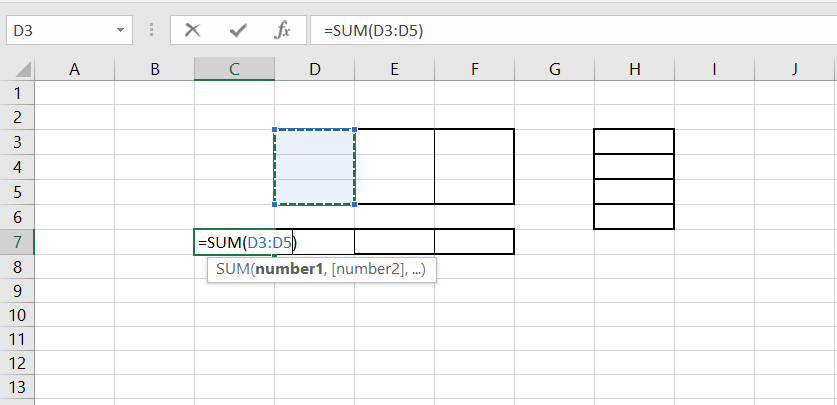 D3 fx =SUM(D3:D5)
A B C D E F G H I J
1
2
3
4
5
6
7 =SUM(D3:D5)
8 SUM(number1, [number2], ...)
9
10
11
12
13